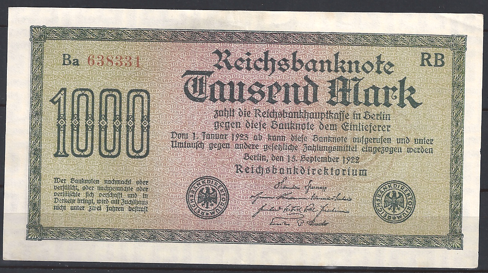 Ba 638331
Reichsbanknote
RB
Tausend Mark
1000
zahlt die Reichsbankhauptkasse in Berlin
gegen diese Banknote dem Einlieferer
Vom 1. Januar 1923 ab kann diese Banknote aufgerufen und unter
Umtausch gegen andere gesetzliche Zahlungsmittel eingezogen werden
Berlin, den 15. September 1922
Reichsbankdirektorium
Wer Banknoten nachmacht oder
verfälscht, oder nachgemachte oder
verfälschte sich verschafft und in
Verkehr bringt, wird mit Zuchthaus
nicht unter zwei Jahren bestraft